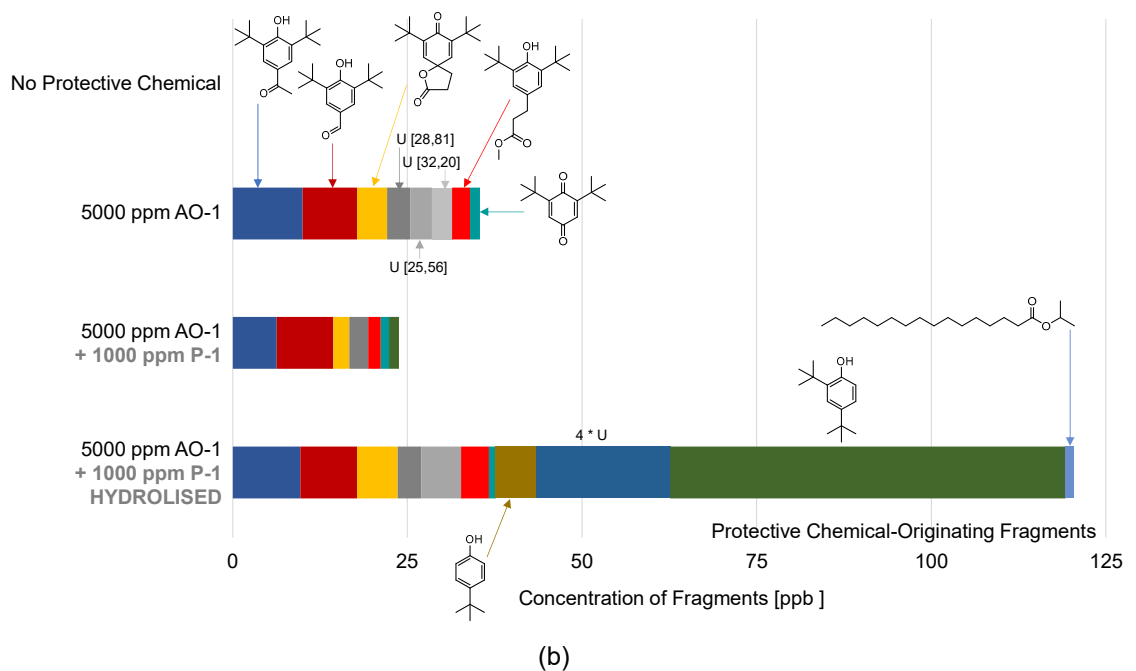 OH
O
OH
O
O
O
O
OH
O
O
No Protective Chemical
U [28,81]
U [32,20]
5000 ppm AO-1
O
O
U [25,56]
5000 ppm AO-1
+ 1000 ppm P-1
O
O
OH
4 * U
5000 ppm AO-1
+ 1000 ppm P-1
HYDROLISED
Protective Chemical-Originating Fragments
OH
0
25
50
75
100
125
Concentration of Fragments [ppb ]
(b)